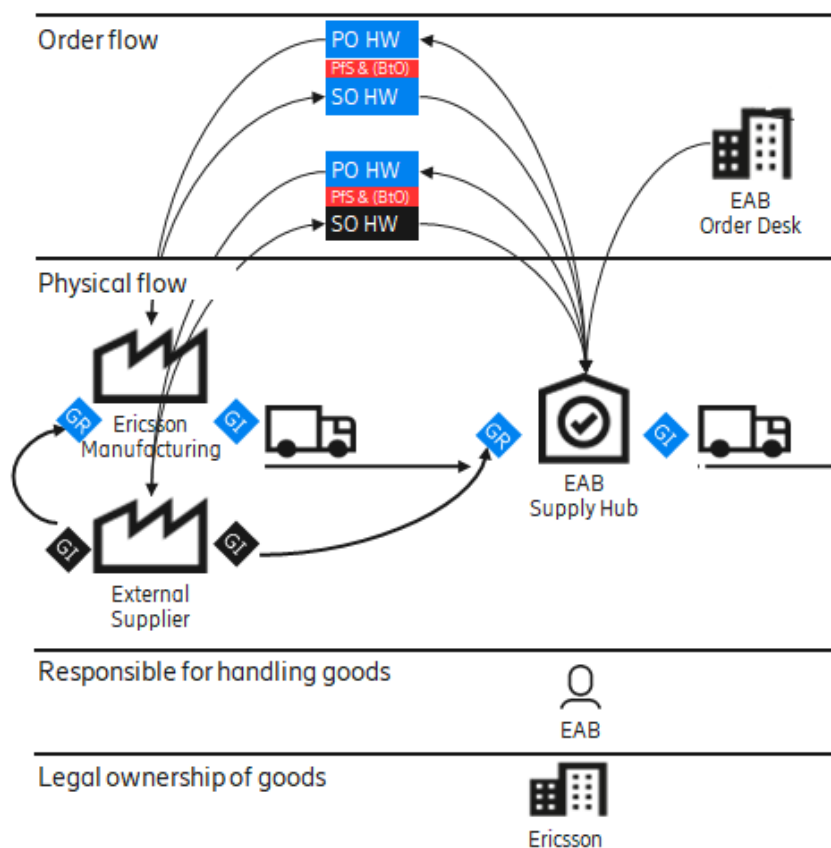 Order flow
PO HW
PfS & (BtO)
SO HW
PO HW
PfS & (BtO)
SO HW
EAB
Order Desk
Physical flow
GR
Ericsson
Manufacturing
GI
GR
EAB
Supply Hub
GI
GI
External
Supplier
GI
Responsible for handling goods
EAB
Legal ownership of goods
Ericsson